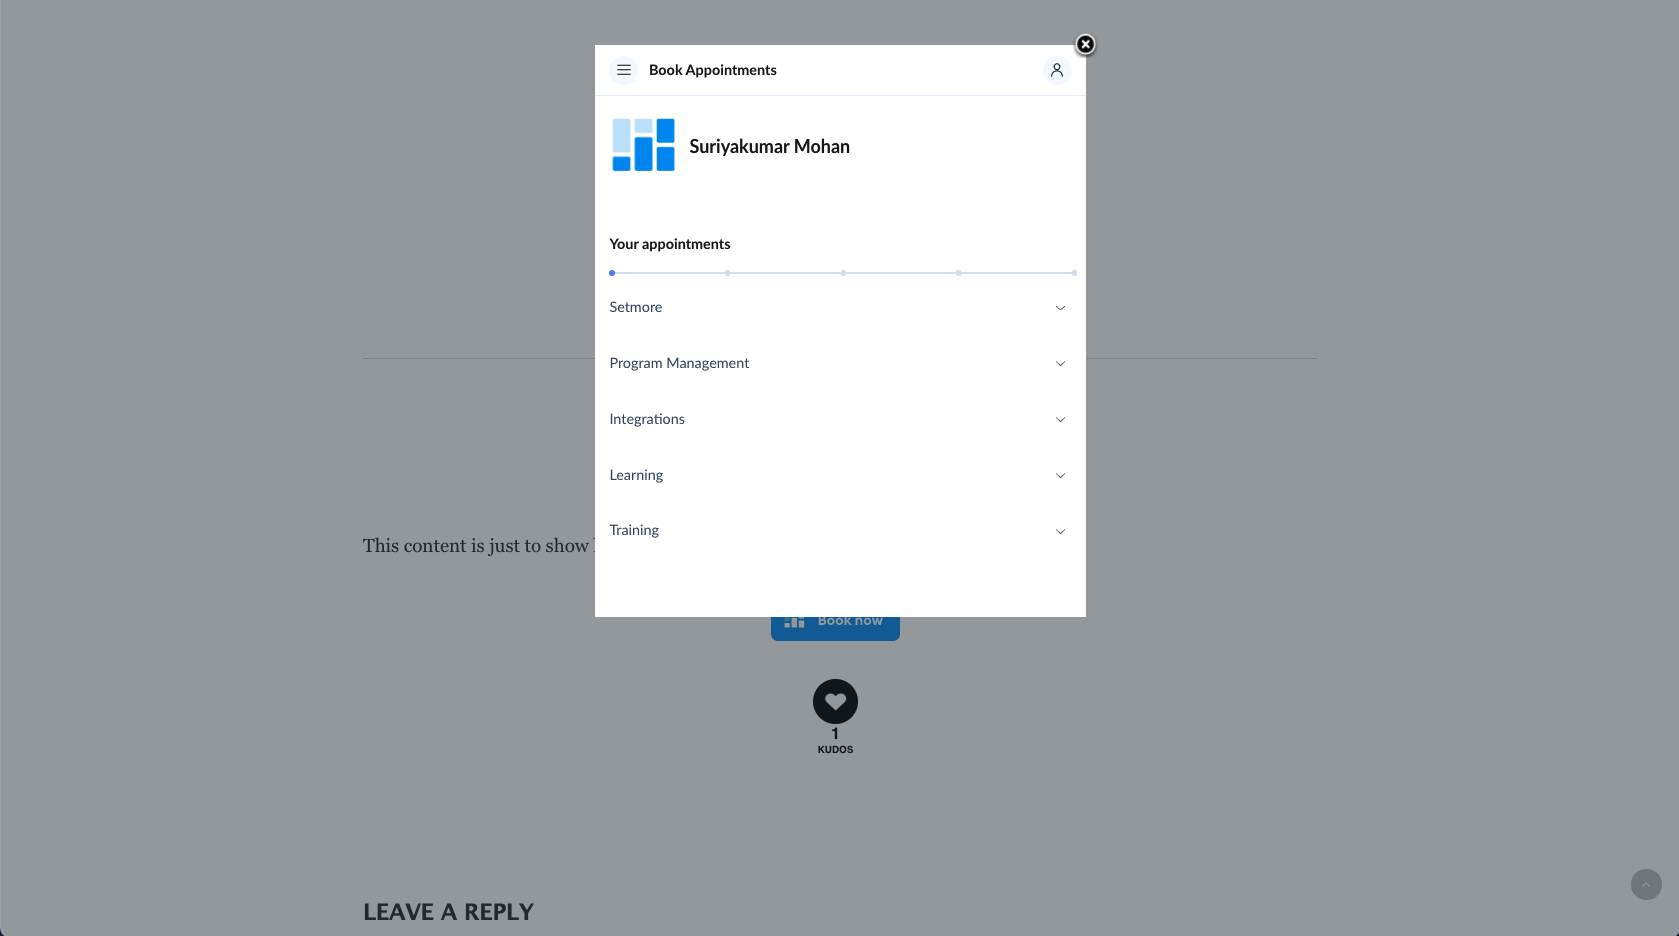 Book Appointments
Suriyakumar Mohan
Your appointments
Setmore
Program Management
Integrations
Learning
Training
This content is just to show
Book now
1
KUDOS
LEAVE A REPLY